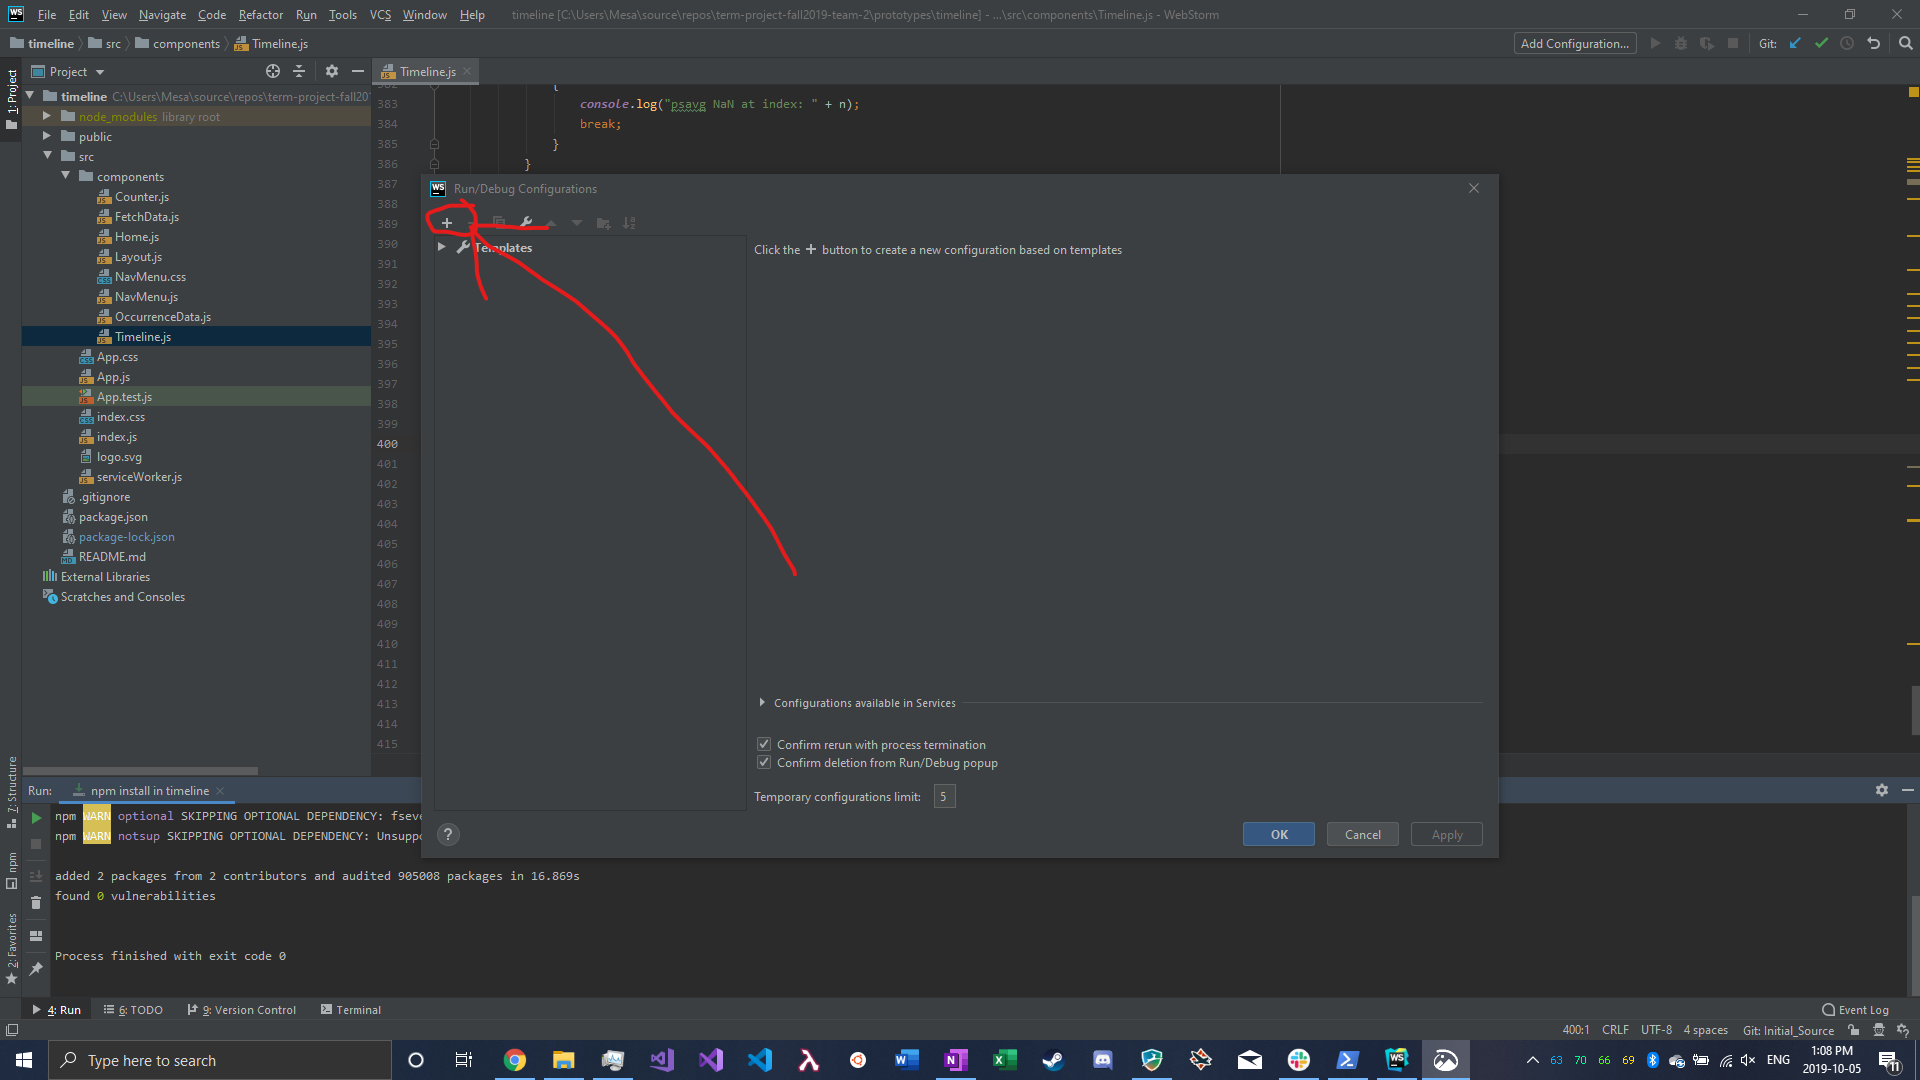 File Edit View Navigate Code Refactor Run Tools VCS Window Help timeline [C:\Users\Mesa\source\repos\term-project-fall2019-team-2\prototypes\timeline] - ...\src\components\Timeline.js - WebStorm
timeline src components Timeline.js Add Configuration... Git:
1: Project
Project Timeline.js
timeline C:\Users\Mesa\source\repos\term-project-fall20
node_modules library root
public
src
components
Counter.js
FetchData.js
Home.js
Layout.js
NavMenu.css
NavMenu.js
OccurrenceData.js
Timeline.js
App.css
App.js
App.test.js
index.css
index.js
logo.svg
serviceWorker.js
.gitignore
package.json
package-lock.json
README.md
External Libraries
Scratches and Consoles
382 {
383 console.log("psavg NaN at index: " + n);
384 break;
385 }
386 }
387
388
389
390
391
392
393
394
395
396
397
398
399
400
401
402
403
404
405
406
407
408
409
410
411
412
413
414
415
Run/Debug Configurations
Templates
Click the + button to create a new configuration based on templates
Configurations available in Services
Confirm rerun with process termination
Confirm deletion from Run/Debug popup
Temporary configurations limit: 5
? OK Cancel Apply
7: Structure
npm
2: Favorites
Run: npm install in timeline
npm WARN optional SKIPPING OPTIONAL DEPENDENCY: fseve
npm WARN notsup SKIPPING OPTIONAL DEPENDENCY: Unsuppo
added 2 packages from 2 contributors and audited 905008 packages in 16.869s
found 0 vulnerabilities
Process finished with exit code 0
4: Run 6: TODO 9: Version Control Terminal Event Log
400:1 CRLF UTF-8 4 spaces Git: Initial_Source
Type here to search 63 70 66 69 ENG 1:08 PM
2019-10-05 11